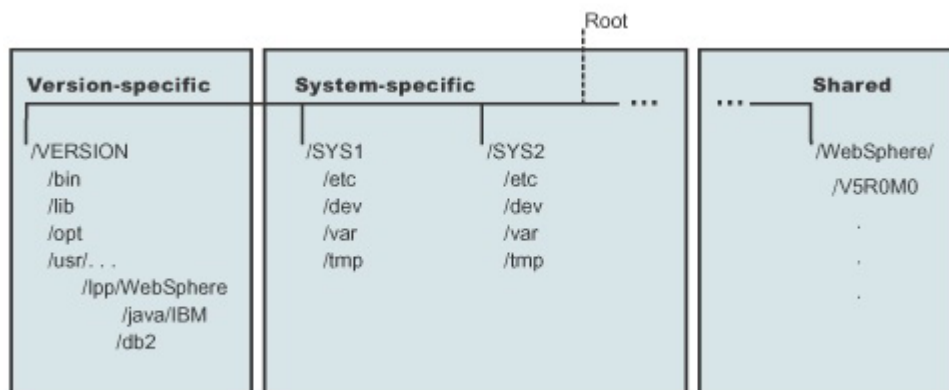 Root
Version-specific
/VERSION
/bin
/lib
/opt
/usr/. . .
/lpp/WebSphere
/java/IBM
/db2
System-specific
...
/SYS1
/etc
/dev
/var
/tmp
/SYS2
/etc
/dev
/var
/tmp
Shared
...
/WebSphere/
/V5R0M0
.
.
.